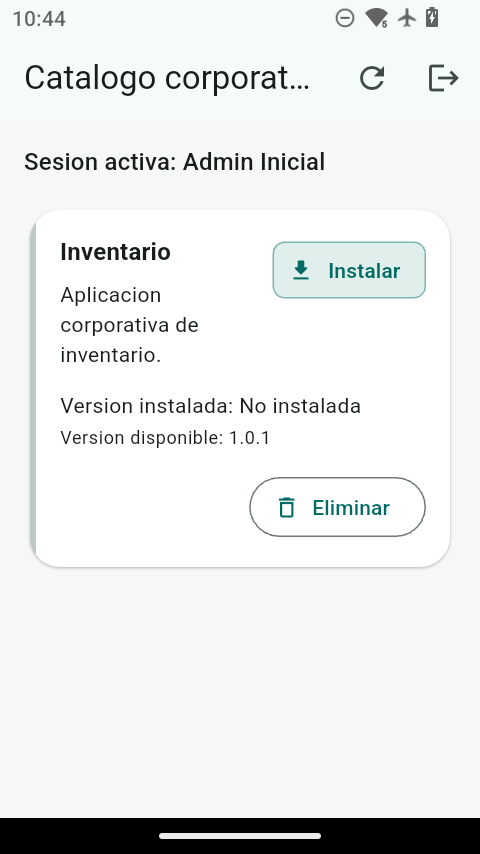 10:44
Catalogo corporat...
Sesion activa: Admin Inicial
Inventario
Instalar
Aplicacion
corporativa de
inventario.
Version instalada: No instalada
Version disponible: 1.0.1
Eliminar